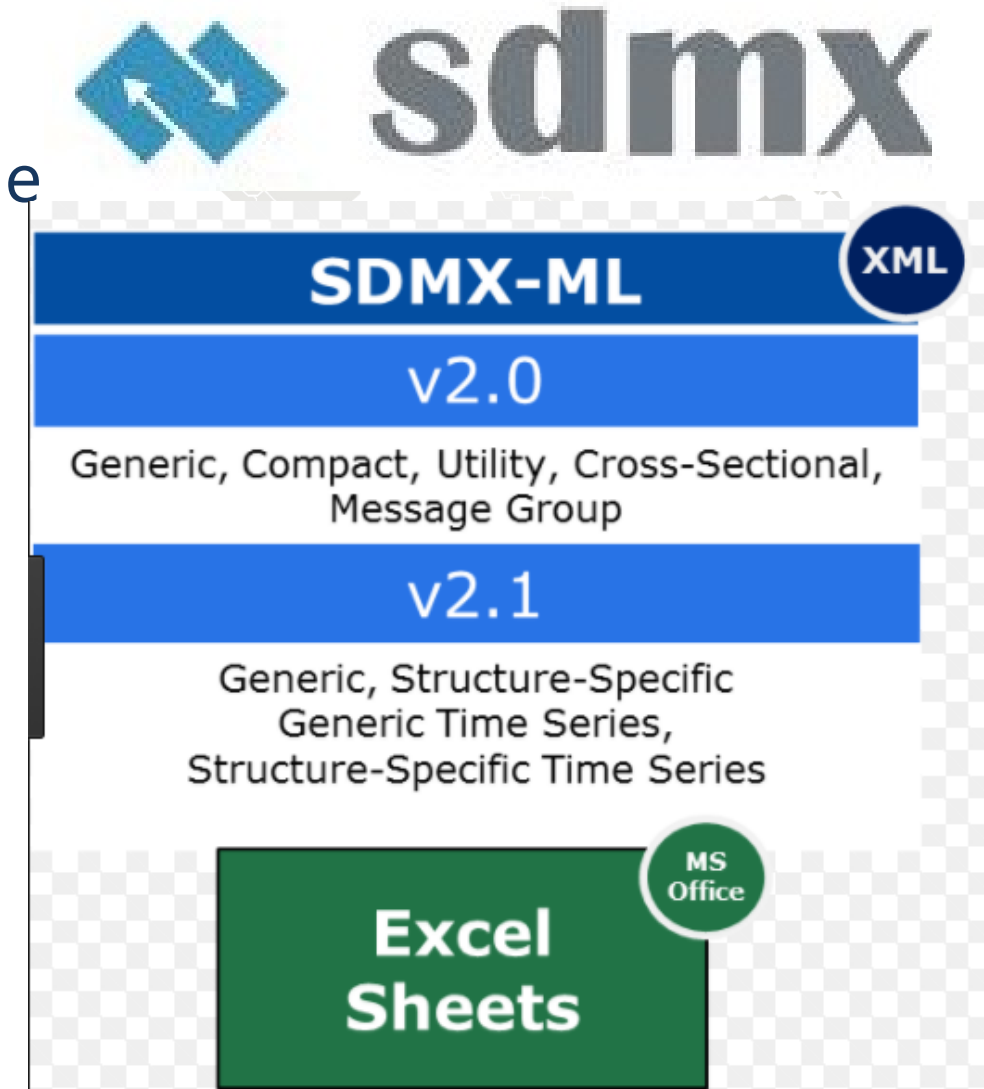 sdmx
e
XML
SDMX-ML
v2.0
Generic, Compact, Utility, Cross-Sectional,
Message Group
v2.1
Generic, Structure-Specific
Generic Time Series,
Structure-Specific Time Series
MS
Office
Excel
Sheets